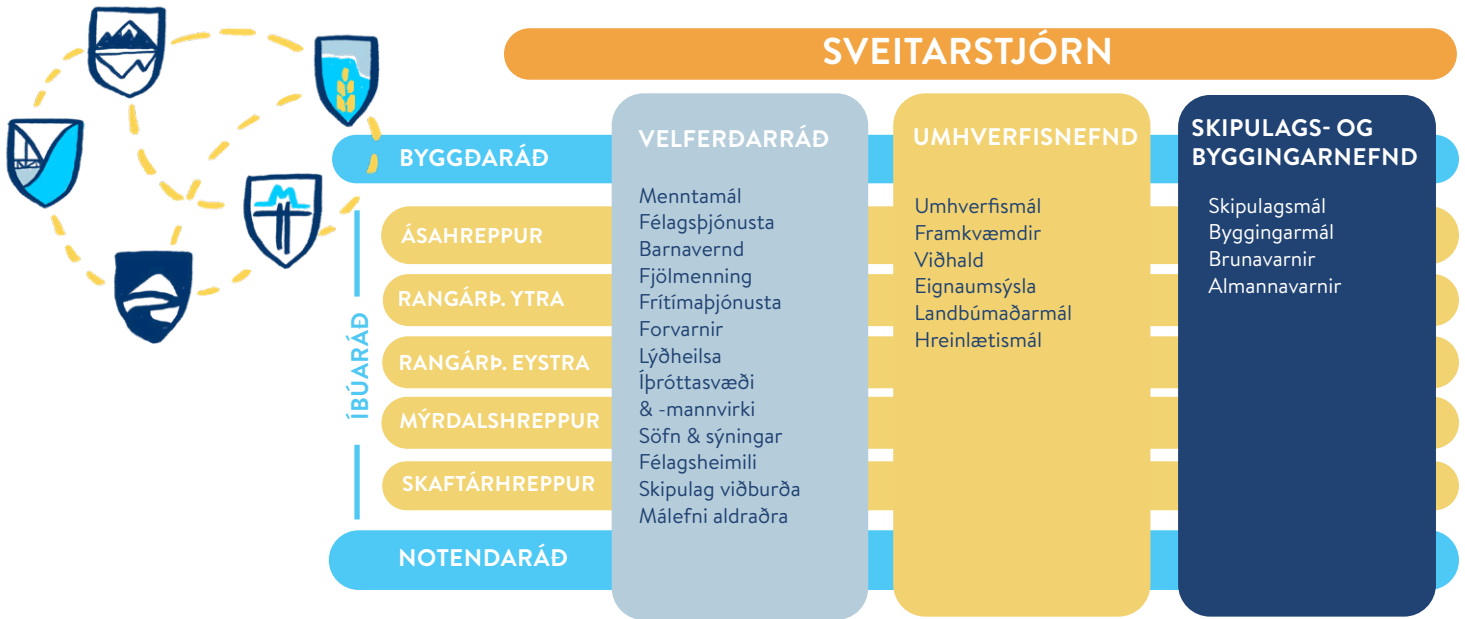 SVEITARSTJÓRN
BYGGÐARÁÐ
ÍBÚARÁÐ
ÁSAHREPPUR
RANGÁRÞ. YTRA
RANGÁRÞ. EYSTRA
MÝRDALSHREPPUR
SKAFTÁRHREPPUR
NOTENDARÁÐ
VELFERÐARRÁÐ
Menntamál
Félagsþjónusta
Barnavernd
Fjölmenning
Frítímaþjónusta
Forvarnir
Lýðheilsa
Íþróttasvæði
& -mannvirki
Söfn & sýningar
Félagsheimili
Skipulag viðburða
Málefni aldraðra
UMHVERFISNEFND
Umhverfismál
Framkvæmdir
Viðhald
Eignaumsýsla
Landbúmaðarmál
Hreinlætismál
SKIPULAGS- OG
BYGGINGARNEFND
Skipulagsmál
Byggingarmál
Brunavarnir
Almannavarnir